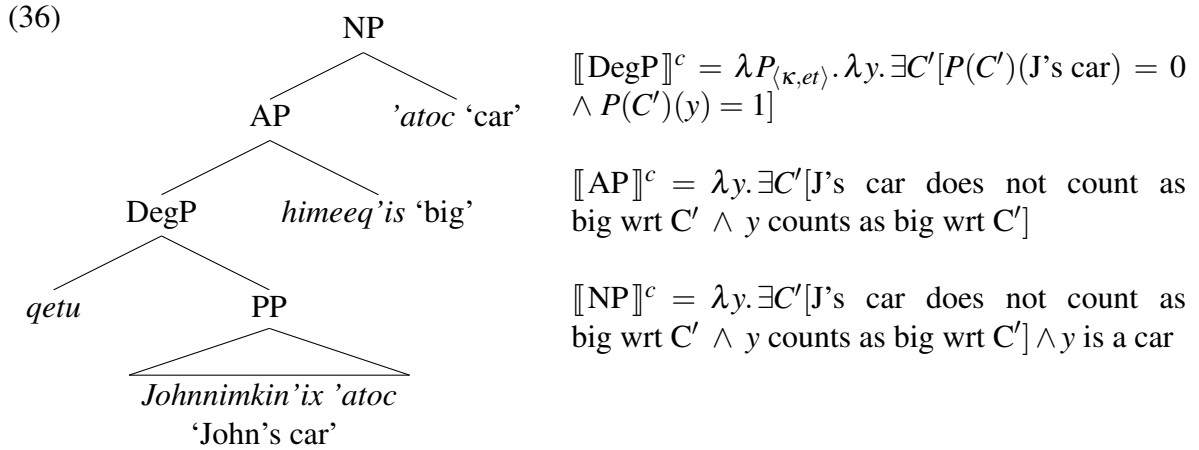 (36)
NP
AP
'atoc ‘car’
DegP
himeeq'is ‘big’
qetu
PP
Johnnimkin'ix 'atoc
‘John's car’
⟦DegP⟧ᶜ = λP⟨κ,et⟩. λy. ∃C′[P(C′)(J's car) = 0
∧ P(C′)(y) = 1]
⟦AP⟧ᶜ = λy. ∃C′[J's car does not count as
big wrt C′ ∧ y counts as big wrt C′]
⟦NP⟧ᶜ = λy. ∃C′[J's car does not count as
big wrt C′ ∧ y counts as big wrt C′] ∧ y is a car